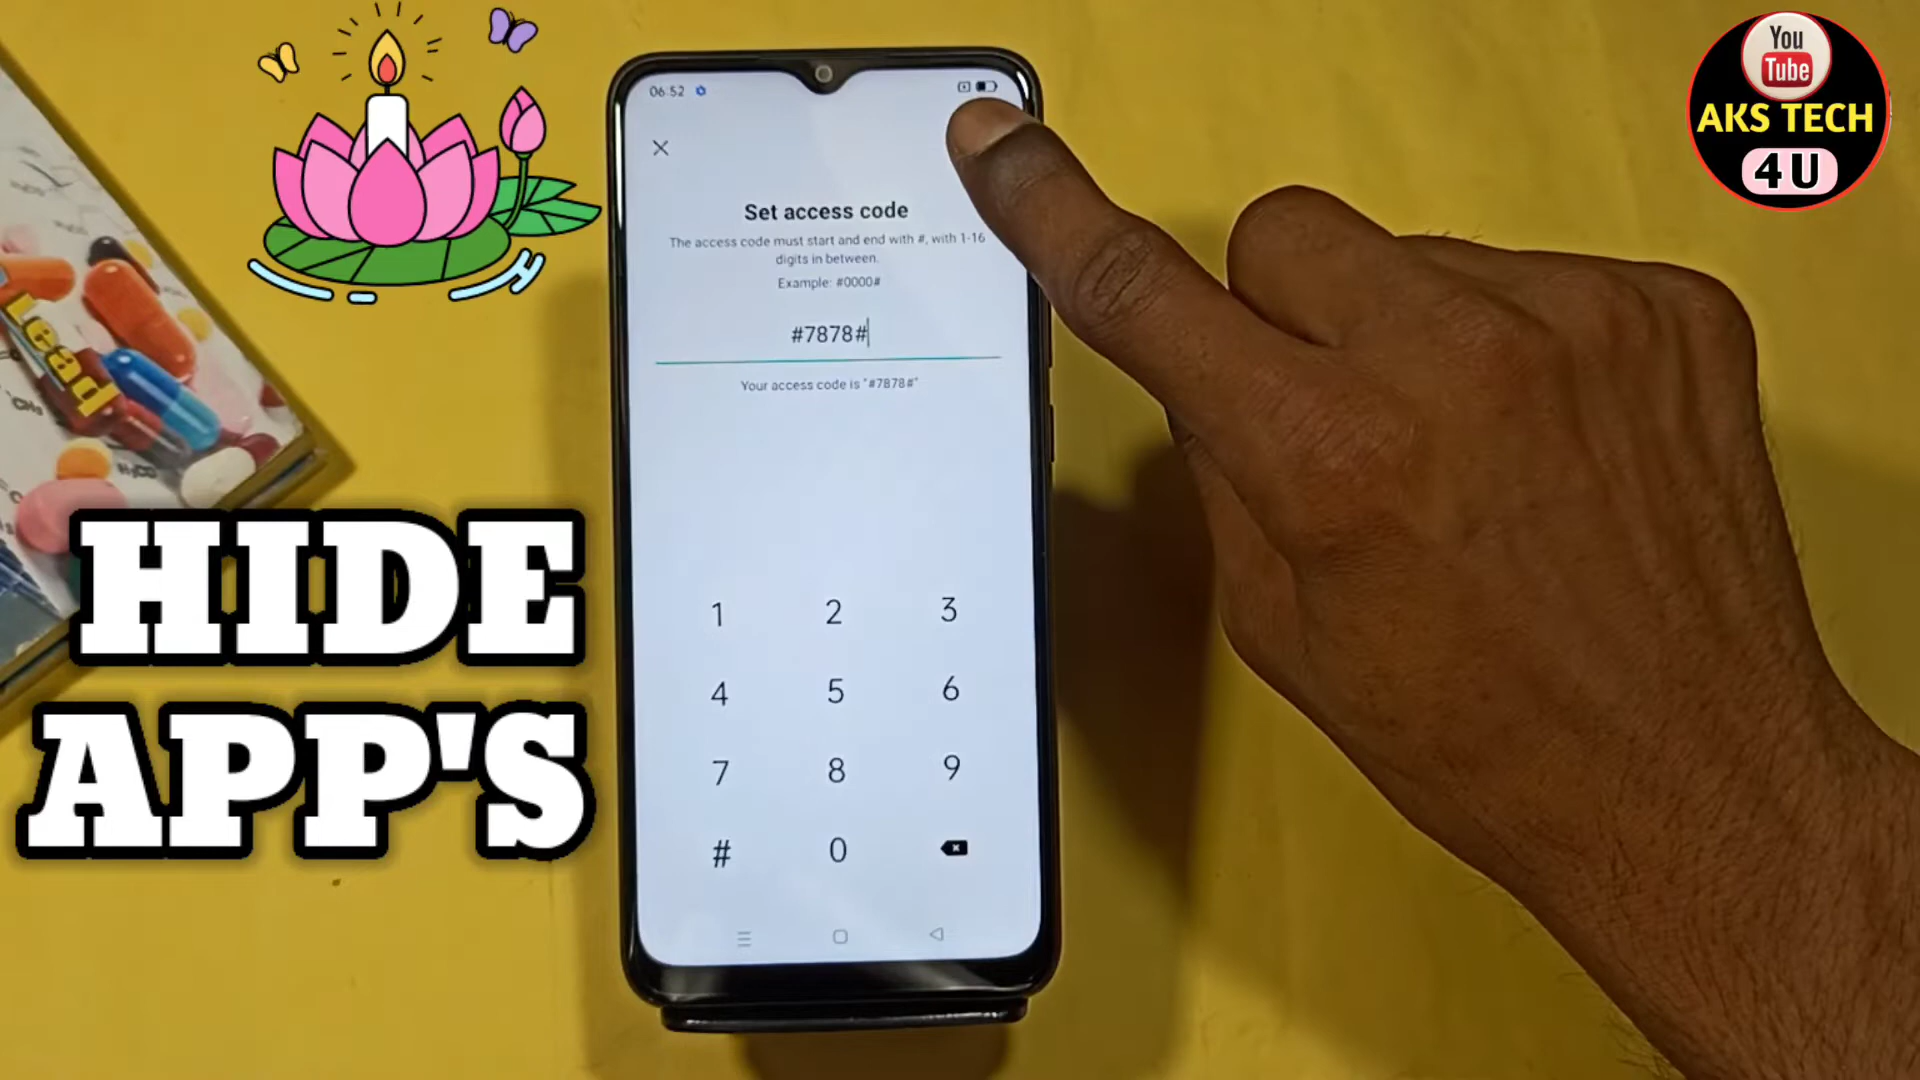 You
Tube
AKS TECH
4 U
06:52
Set access code
The access code must start and end with #, with 1-16
digits in between.
Example: #0000#
#7878#
Your access code is "#7878#"
1 2 3
4 5 6
7 8 9
# 0
HIDE
APP'S
Lead